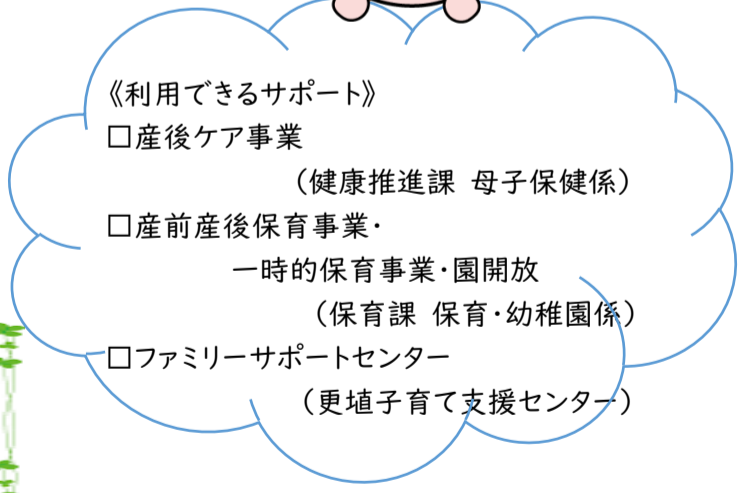 《利用できるサポート》
□産後ケア事業
（健康推進課 母子保健係）
□産前産後保育事業・
一時的保育事業・園開放
（保育課 保育・幼稚園係）
□ファミリーサポートセンター
（更埴子育て支援センター）